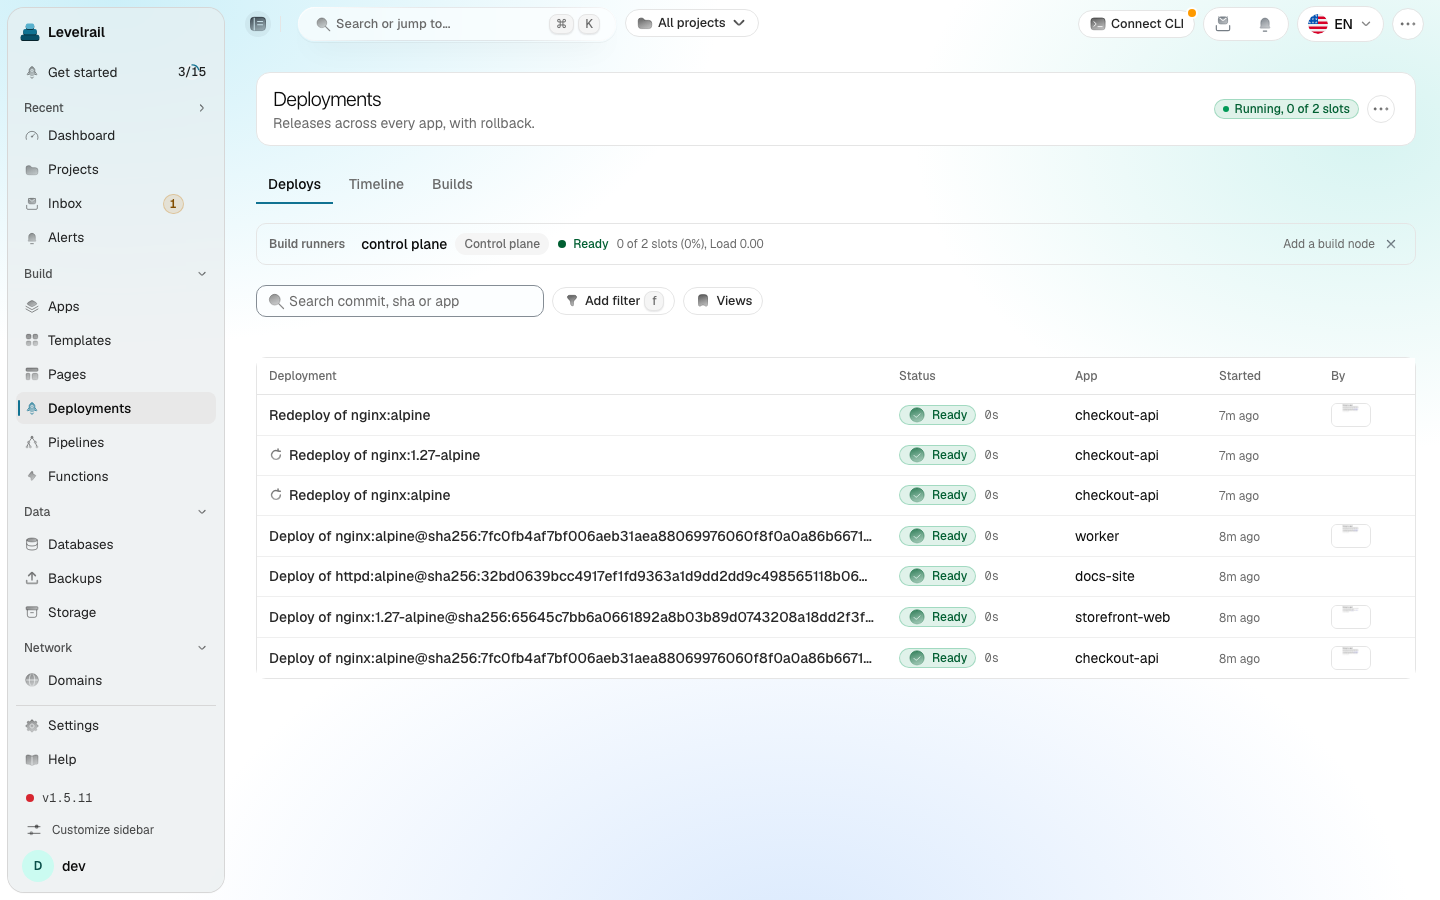 Levelrail
Get started 3/15
Recent
Dashboard
Projects
Inbox 1
Alerts
Build
Apps
Templates
Pages
Deployments
Pipelines
Functions
Data
Databases
Backups
Storage
Network
Domains
Settings
Help
v1.5.11
Customize sidebar
D dev
Search or jump to... ⌘ K
All projects
Connect CLI
EN
Deployments
Releases across every app, with rollback.
Running, 0 of 2 slots
Deploys Timeline Builds
Build runners control plane Control plane Ready 0 of 2 slots (0%), Load 0.00 Add a build node
Search commit, sha or app Add filter f Views
Deployment Status App Started By
Redeploy of nginx:alpine Ready 0s checkout-api 7m ago
Redeploy of nginx:1.27-alpine Ready 0s checkout-api 7m ago
Redeploy of nginx:alpine Ready 0s checkout-api 7m ago
Deploy of nginx:alpine@sha256:7fc0fb4af7bf006aeb31aea88069976060f8f0a0a86b6671... Ready 0s worker 8m ago
Deploy of httpd:alpine@sha256:32bd0639bcc4917ef1fd9363a1d9dd2dd9c498565118b06... Ready 0s docs-site 8m ago
Deploy of nginx:1.27-alpine@sha256:65645c7bb6a0661892a8b03b89d0743208a18dd2f3f... Ready 0s storefront-web 8m ago
Deploy of nginx:alpine@sha256:7fc0fb4af7bf006aeb31aea88069976060f8f0a0a86b6671... Ready 0s checkout-api 8m ago